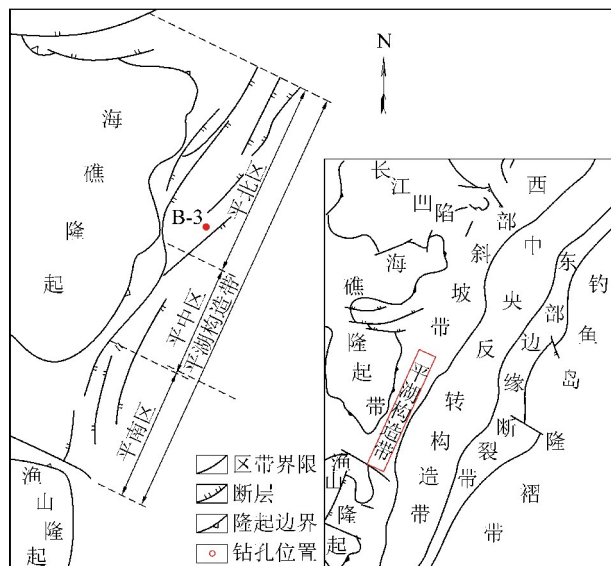 N
海礁隆起
B-3
平北区
平中区
平湖构造带
平南区
渔山隆起
区带界限
断层
隆起边界
钻孔位置
长江凹陷
海礁隆起带
渔山隆起
西部斜坡带
平湖构造带
中央反转构造带
东部边缘断裂带
钓鱼岛隆褶带